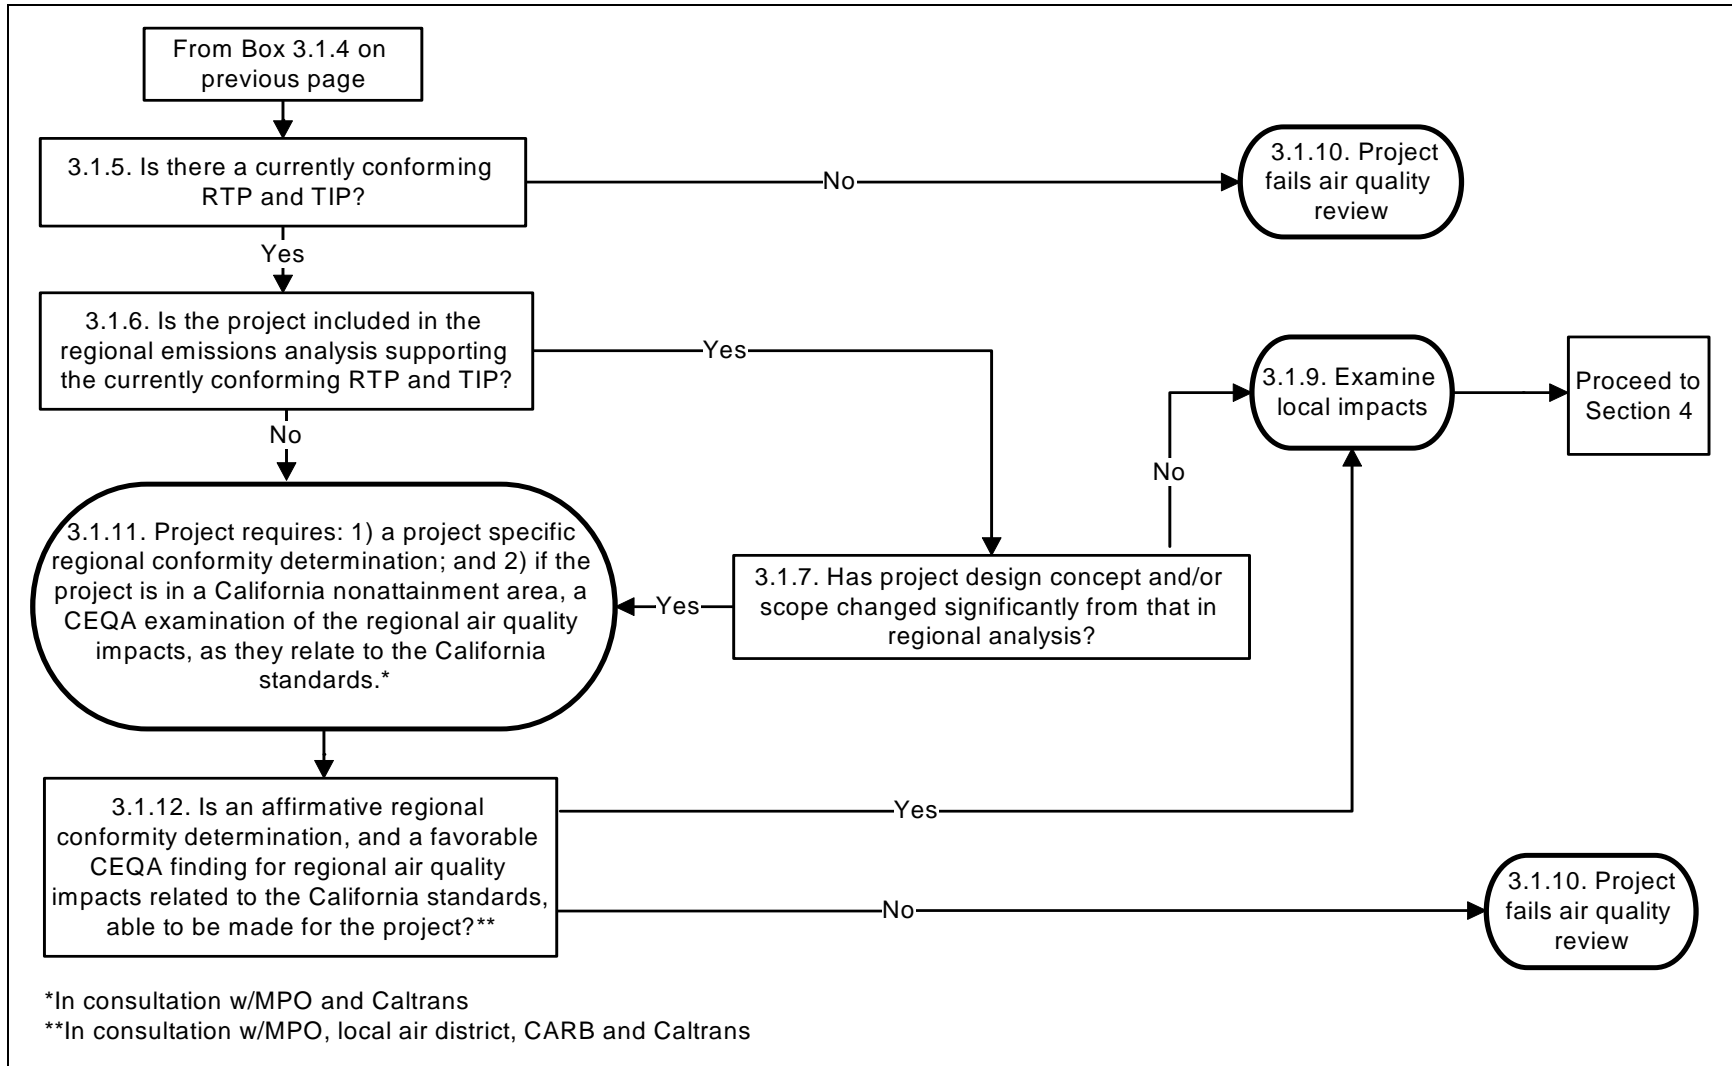 From Box 3.1.4 on
previous page
3.1.5. Is there a currently conforming
RTP and TIP?
No
3.1.10. Project
fails air quality
review
Yes
3.1.6. Is the project included in the
regional emissions analysis supporting
the currently conforming RTP and TIP?
Yes
3.1.9. Examine
local impacts
Proceed to
Section 4
No
No
3.1.11. Project requires: 1) a project specific
regional conformity determination; and 2) if the
project is in a California nonattainment area, a
CEQA examination of the regional air quality
impacts, as they relate to the California
standards.*
Yes
3.1.7. Has project design concept and/or
scope changed significantly from that in
regional analysis?
3.1.12. Is an affirmative regional
conformity determination, and a favorable
CEQA finding for regional air quality
impacts related to the California standards,
able to be made for the project?**
Yes
No
3.1.10. Project
fails air quality
review
*In consultation w/MPO and Caltrans
**In consultation w/MPO, local air district, CARB and Caltrans